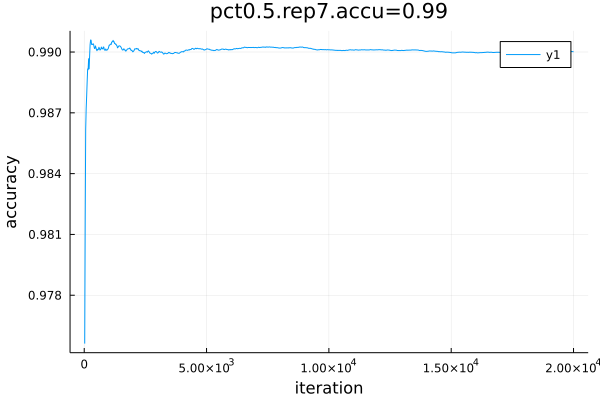 pct0.5.rep7.accu=0.99
y1
accuracy
0.990
0.987
0.984
0.981
0.978
0
5.00×10³
1.00×10⁴
1.50×10⁴
2.00×10⁴
iteration